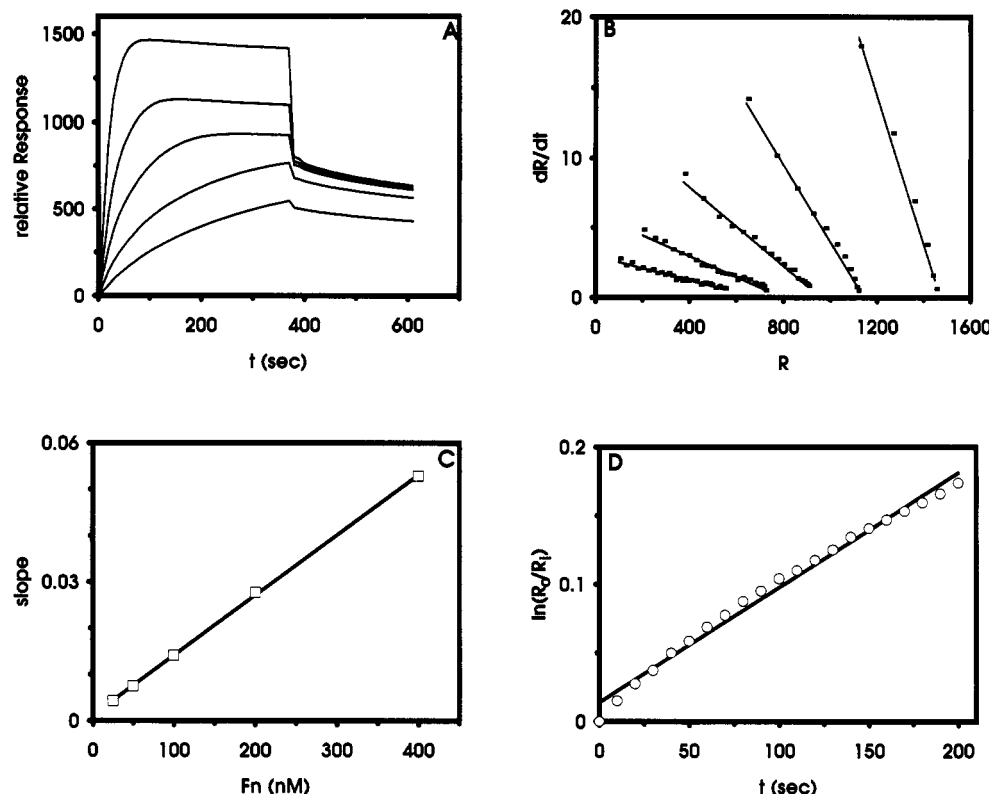 A
1500
1000
500
0
relative Response
0 200 400 600
t (sec)
B
20
10
0
dR/dt
0 400 800 1200 1600
R
C
0.06
0.03
0
slope
0 100 200 300 400
Fn (nM)
D
0.2
0.1
0
ln(R₀/Rᵢ)
0 50 100 150 200
t (sec)